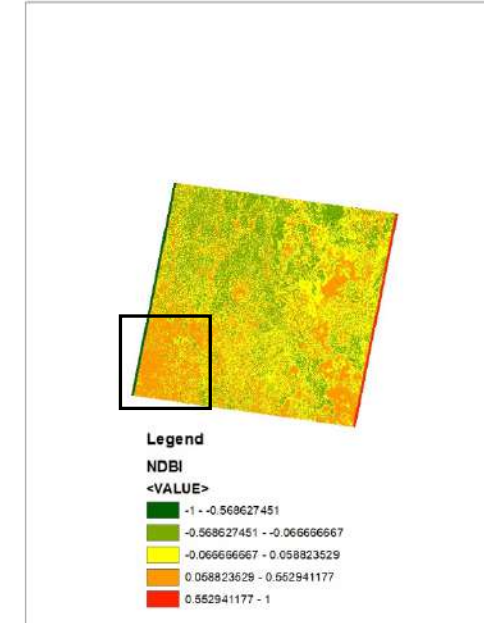 Legend
NDBI
<VALUE>
-1 - -0.568627451
-0.568627451 - -0.066666667
-0.066666667 - 0.058823529
0.058823529 - 0.552941177
0.552941177 - 1